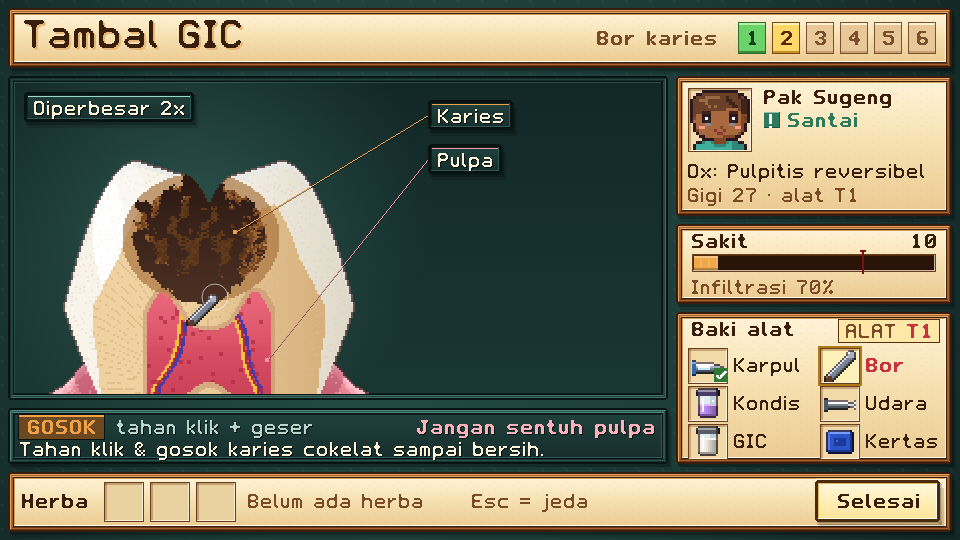 Tambal GIC
Bor karies 1 2 3 4 5 6
Diperbesar 2x
Karies
Pulpa
Pak Sugeng
Santai
Dx: Pulpitis reversibel
Gigi 27 · alat T1
Sakit 10
Infiltrasi 70%
Baki alat ALAT T1
Karpul Bor
Kondis Udara
GIC Kertas
GOSOK tahan klik + geser Jangan sentuh pulpa
Tahan klik & gosok karies cokelat sampai bersih.
Herba Belum ada herba Esc = jeda Selesai